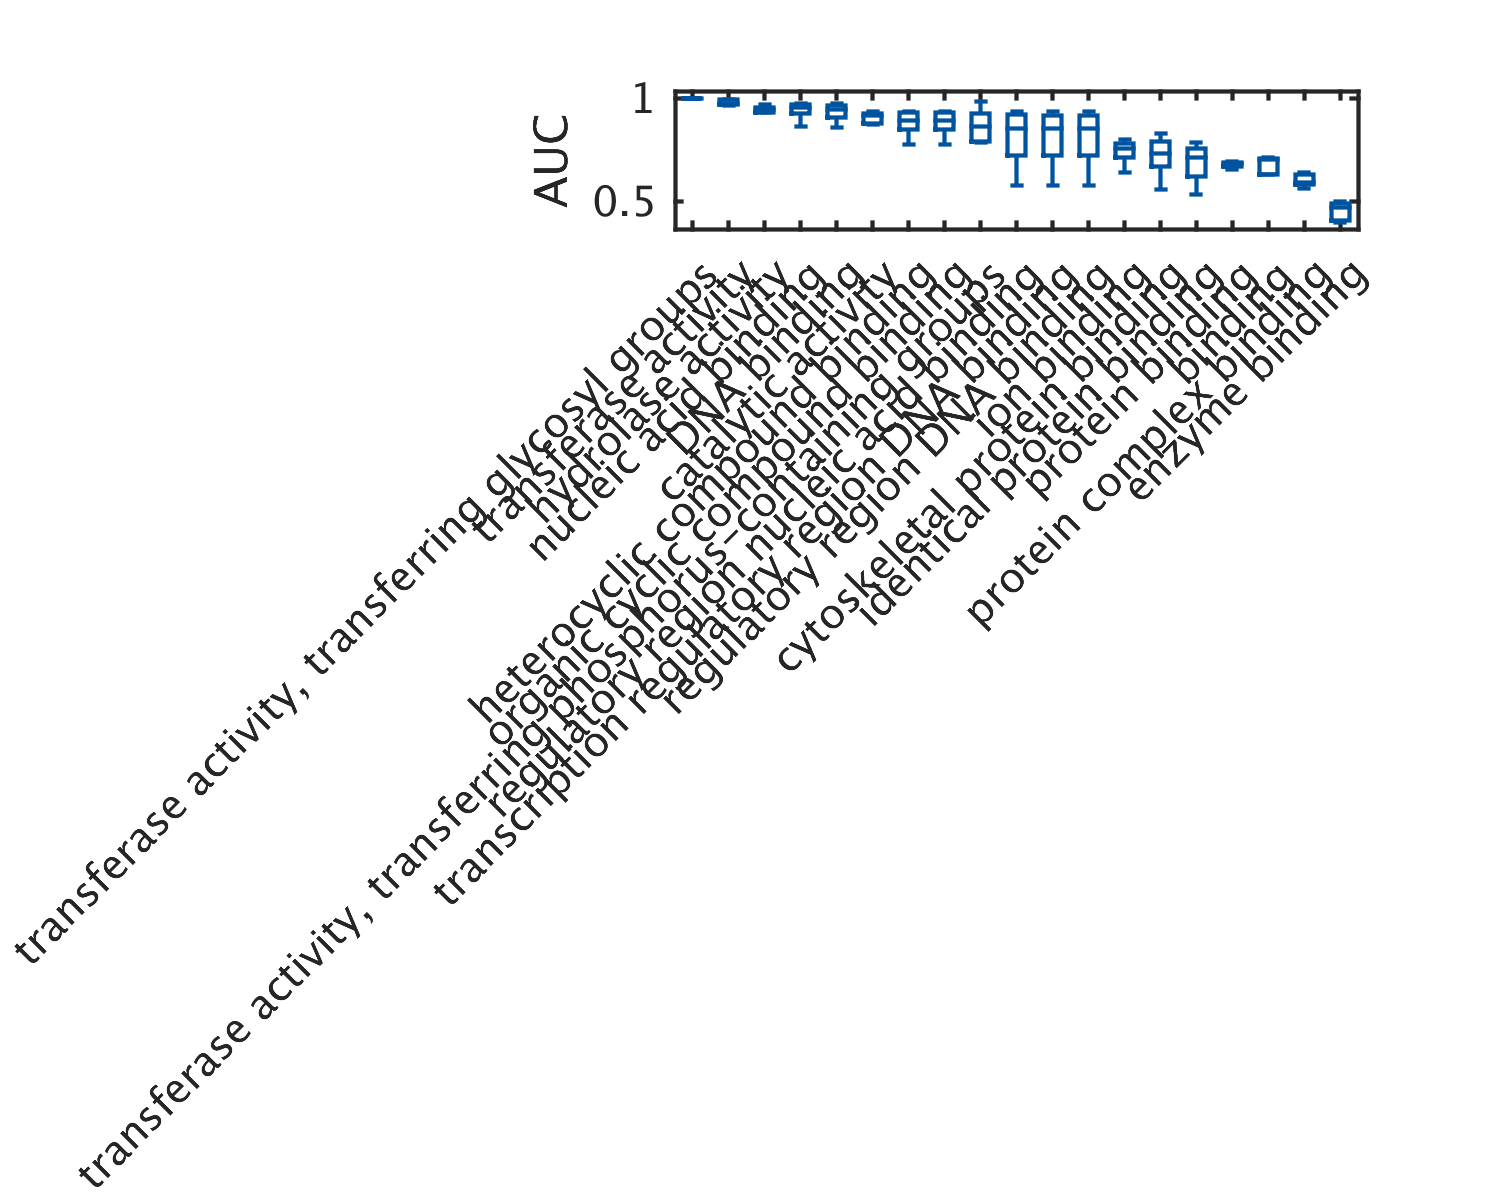 AUC
1
0.5
transferase activity, transferring glycosyl groups
transferase activity
hydrolase activity
nucleic acid binding
DNA binding
catalytic activity
heterocyclic compound binding
organic cyclic compound binding
transferase activity, transferring phosphorus_containing groups
regulatory region nucleic acid binding
transcription regulatory region DNA binding
regulatory region DNA binding
ion binding
cytoskeletal protein binding
identical protein binding
protein binding
binding
protein complex binding
enzyme binding